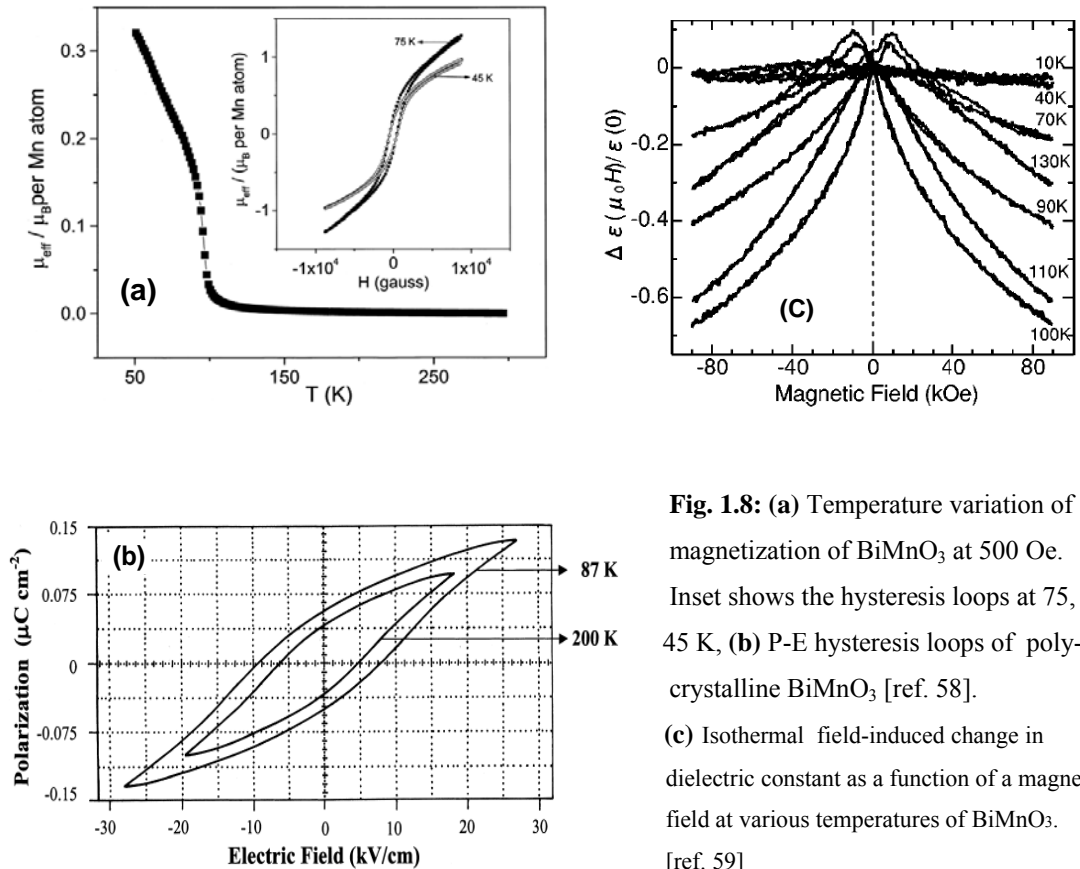 0.3
0.2
0.1
0.0
μeff / μB per Mn atom
(a)
50
100
150
200
250
T (K)
75 K
45 K
1
0
-1
μeff / (μB per Mn atom)
-1x10⁴
0
1x10⁴
H (gauss)
0
-0.2
-0.4
-0.6
Δ ε (μ₀H) / ε (0)
10K
40K
70K
130K
90K
110K
100K
(C)
-80
-40
0
40
80
Magnetic Field (kOe)
0.15
0.075
0
-0.075
-0.15
Polarization (μC cm⁻²)
(b)
87 K
200 K
-30
-20
-10
0
10
20
30
Electric Field (kV/cm)
Fig. 1.8: (a) Temperature variation of
magnetization of BiMnO₃ at 500 Oe.
Inset shows the hysteresis loops at 75,
45 K, (b) P-E hysteresis loops of poly-
crystalline BiMnO₃ [ref. 58].
(c) Isothermal field-induced change in
dielectric constant as a function of a magne
field at various temperatures of BiMnO₃.
[ref. 59]